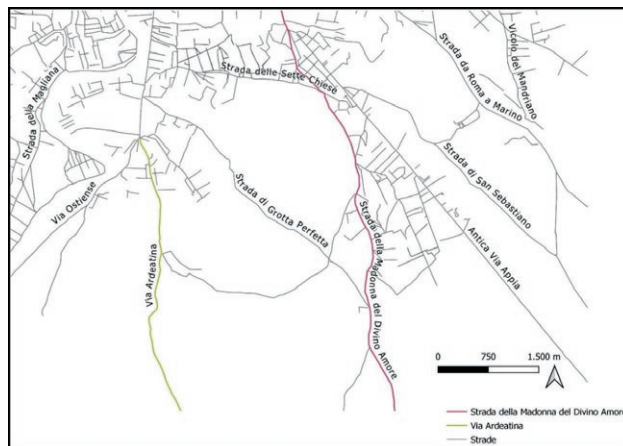 Strada della Magliana
Strada delle Sette Chiese
Strada da Roma a Marino
Vicolo del Mandriano
Via Ostiense
Strada di Grotta Perfetta
Strada di San Sebastiano
Via Ardeatina
Strada della Madonna del Divino Amore
Antica Via Appia
0 750 1.500 m
Strada della Madonna del Divino Amore
Via Ardeatina
Strade